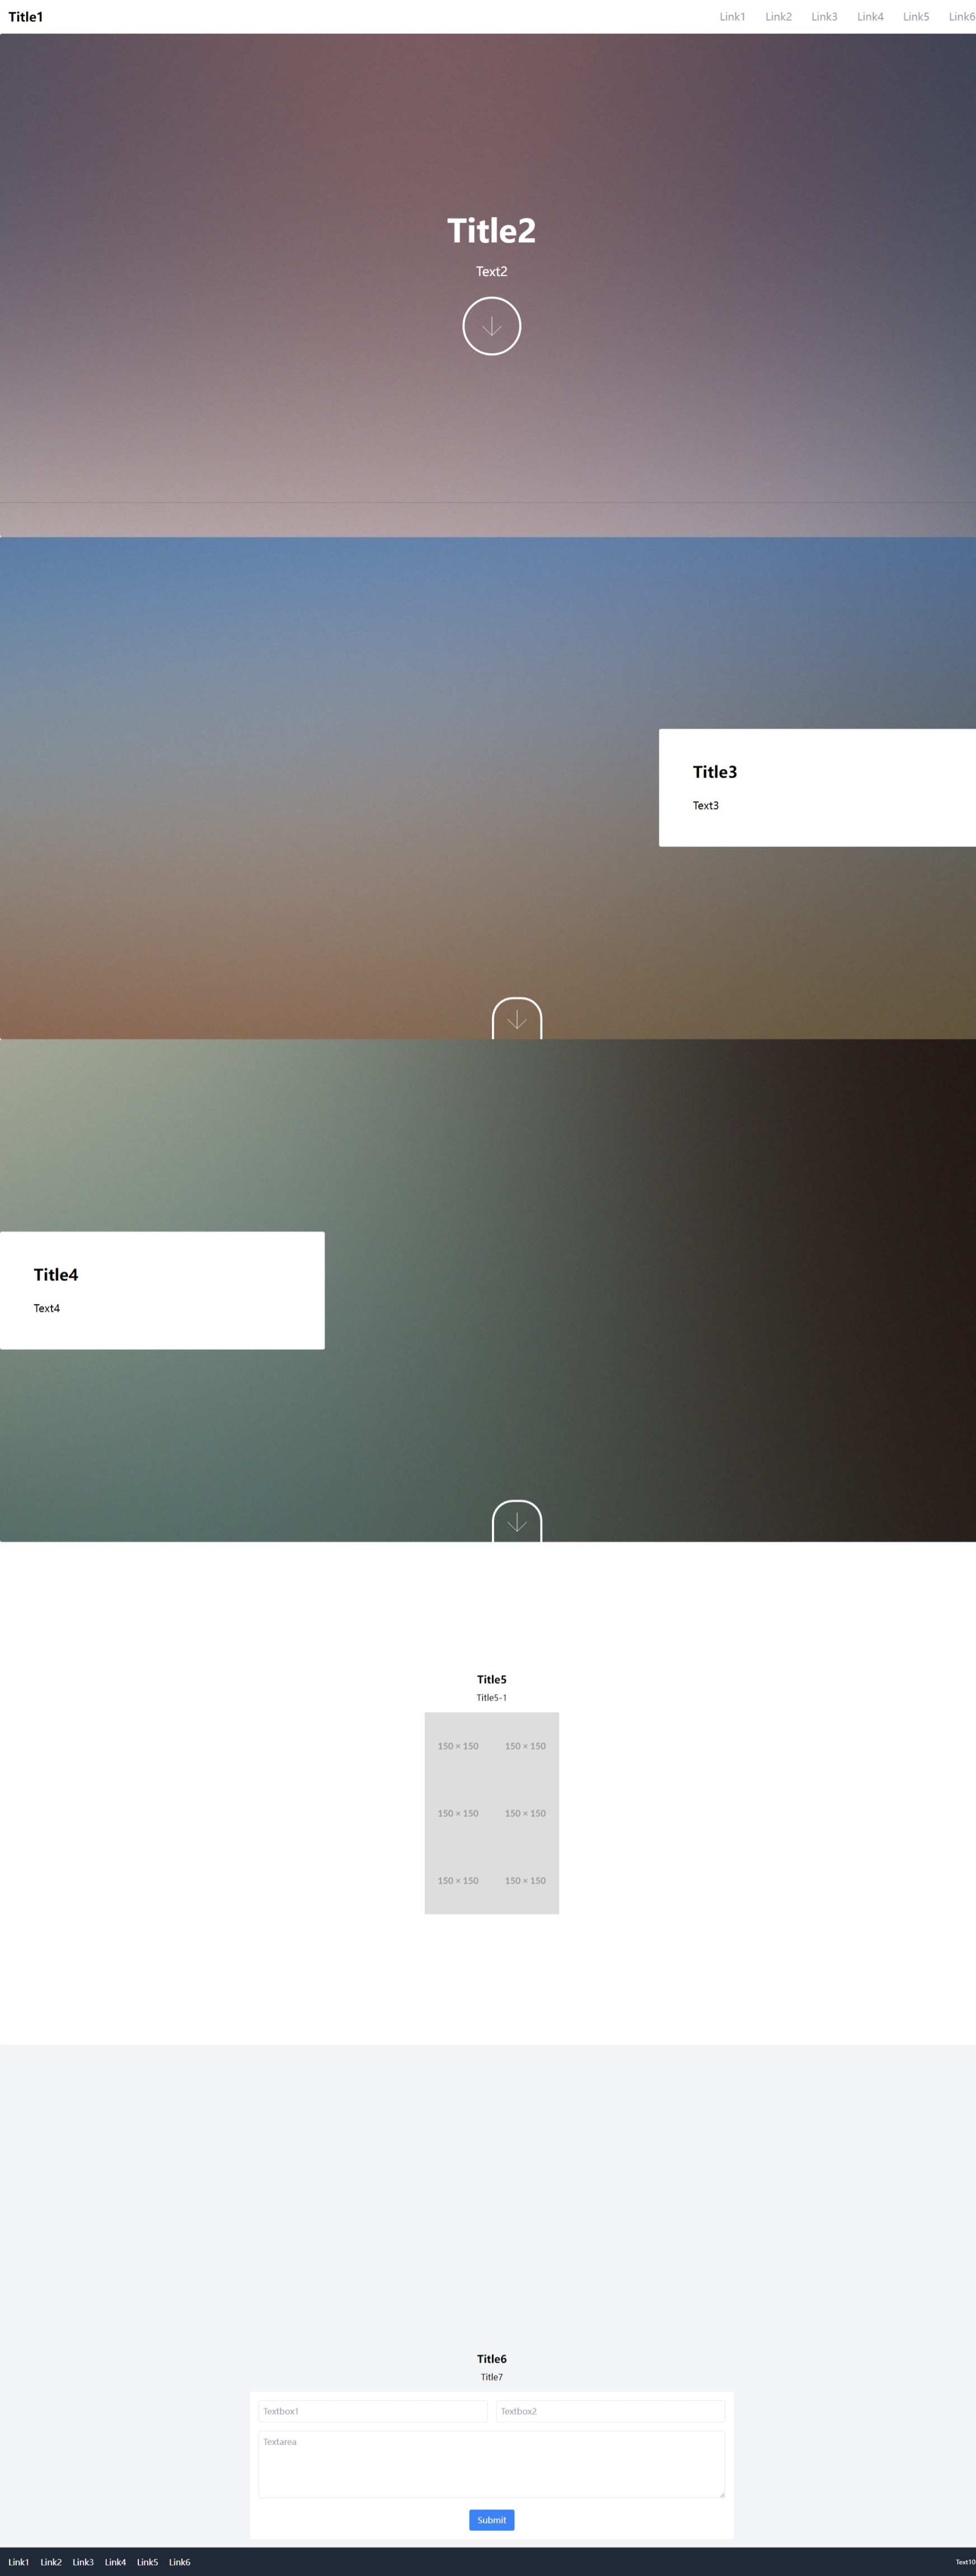 Title1 Link1 Link2 Link3 Link4 Link5 Link6
Title2
Text2
Title3
Text3
Title4
Text4
Title5
Title5-1
150 × 150 150 × 150
150 × 150 150 × 150
150 × 150 150 × 150
Title6
Title7
Textbox1 Textbox2
Textarea
Submit
Link1 Link2 Link3 Link4 Link5 Link6 Text10